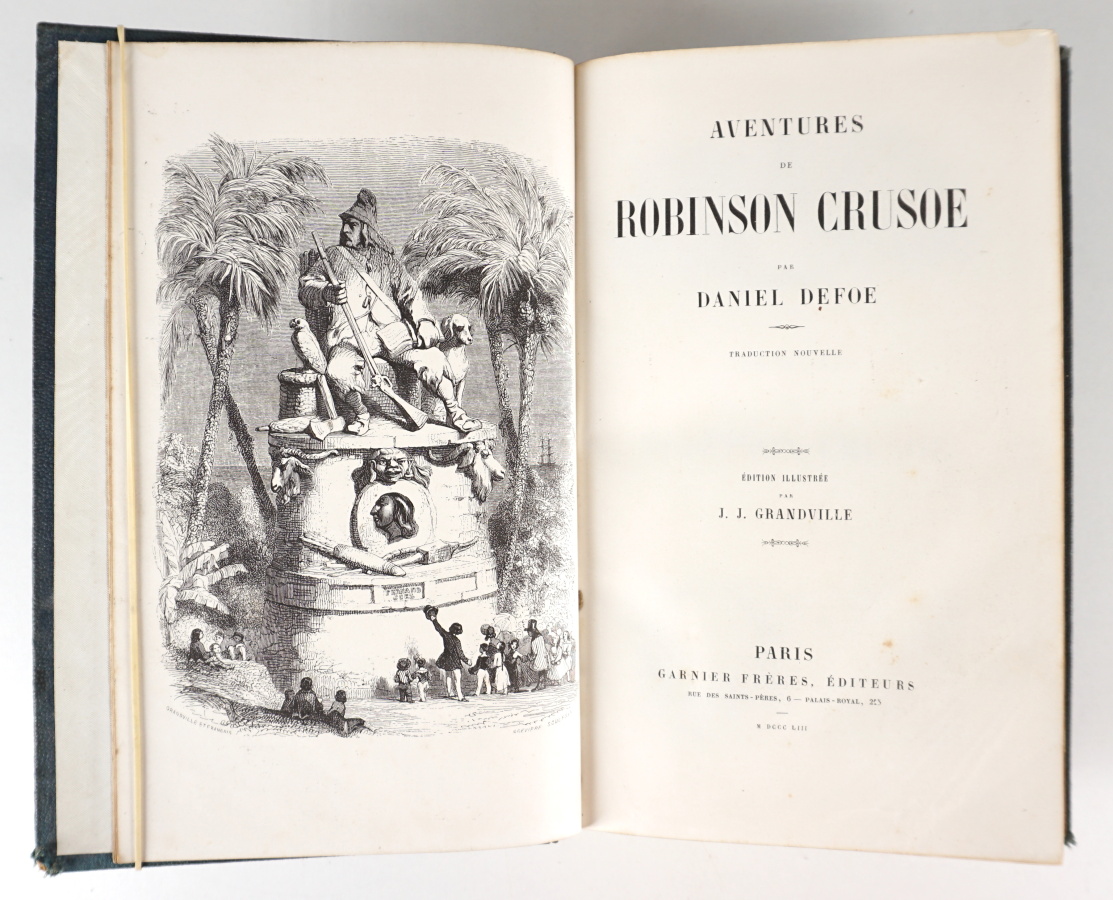 AVENTURES
DE
ROBINSON CRUSOE
PAR
DANIEL DEFOE
TRADUCTION NOUVELLE
ÉDITION ILLUSTRÉE
PAR
J. J. GRANDVILLE
PARIS
GARNIER FRÈRES, ÉDITEURS
RUE DES SAINTS-PÈRES, 6 — PALAIS-ROYAL, 215
M DCCC LIII